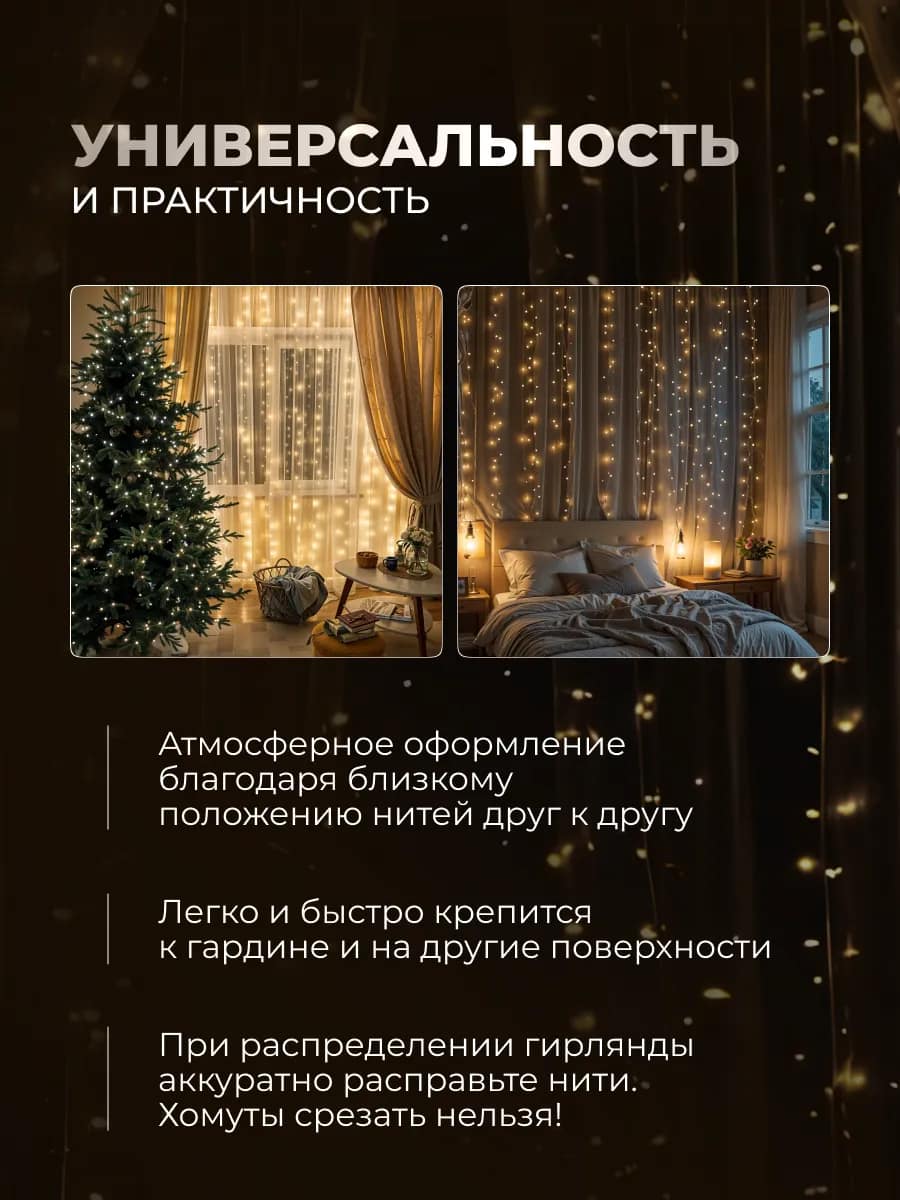 УНИВЕРСАЛЬНОСТЬ
И ПРАКТИЧНОСТЬ
Атмосферное оформление
благодаря близкому
положению нитей друг к другу
Легко и быстро крепится
к гардине и на другие поверхности
При распределении гирлянды
аккуратно расправьте нити.
Хомуты срезать нельзя!